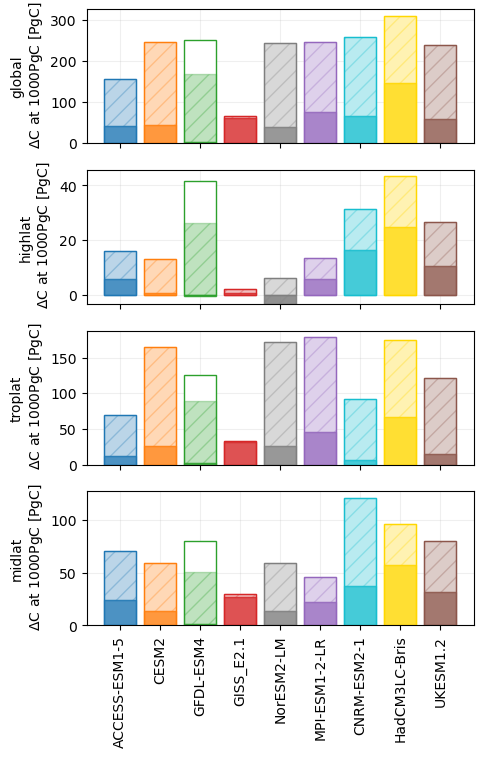 global
ΔC at 1000PgC [PgC]
300
200
100
0
highlat
ΔC at 1000PgC [PgC]
40
20
0
troplat
ΔC at 1000PgC [PgC]
150
100
50
0
midlat
ΔC at 1000PgC [PgC]
100
50
0
ACCESS-ESM1-5
CESM2
GFDL-ESM4
GISS_E2.1
NorESM2-LM
MPI-ESM1-2-LR
CNRM-ESM2-1
HadCM3LC-Bris
UKESM1.2